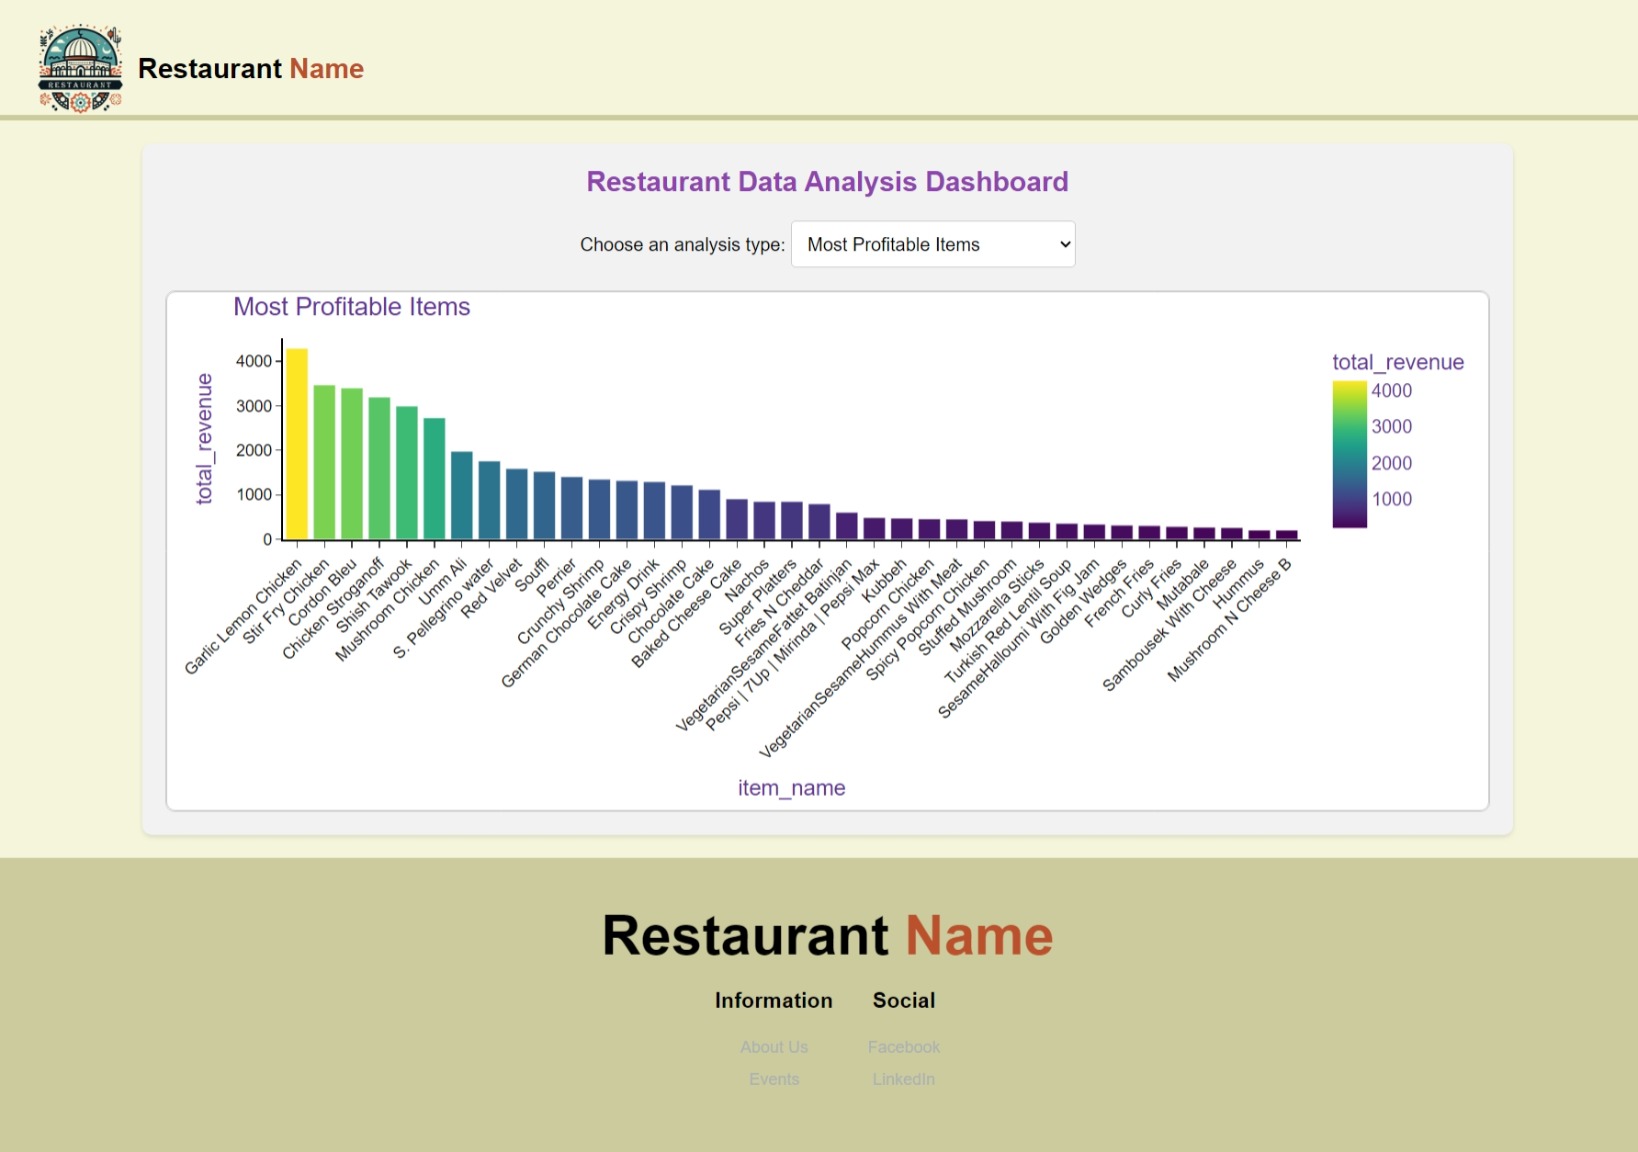 RESTAURANT
Restaurant Name
Restaurant Data Analysis Dashboard
Choose an analysis type: Most Profitable Items
Most Profitable Items
total_revenue
4000
3000
2000
1000
0
Garlic Lemon Chicken
Stir Fry Chicken
Cordon Bleu
Chicken Stroganoff
Shish Tawook
Mushroom Chicken
Umm Ali
S. Pellegrino water
Red Velvet
Souffl
Perrier
Crunchy Shrimp
German Chocolate Cake
Energy Drink
Crispy Shrimp
Chocolate Cake
Baked Cheese Cake
Nachos
Super Platters
Fries N Cheddar
VegetarianSesameFattet Batinjan
Pepsi | 7Up | Mirinda | Pepsi Max
Kubbeh
Popcorn Chicken
VegetarianSesameHummus With Meat
Spicy Popcorn Chicken
Stuffed Mushroom
Mozzarella Sticks
Turkish Red Lentil Soup
SesameHalloumi With Fig Jam
Golden Wedges
French Fries
Curly Fries
Mutabale
Sambousek With Cheese
Hummus
Mushroom N Cheese B
item_name
total_revenue
4000
3000
2000
1000
Restaurant Name
Information Social
About Us Facebook
Events LinkedIn